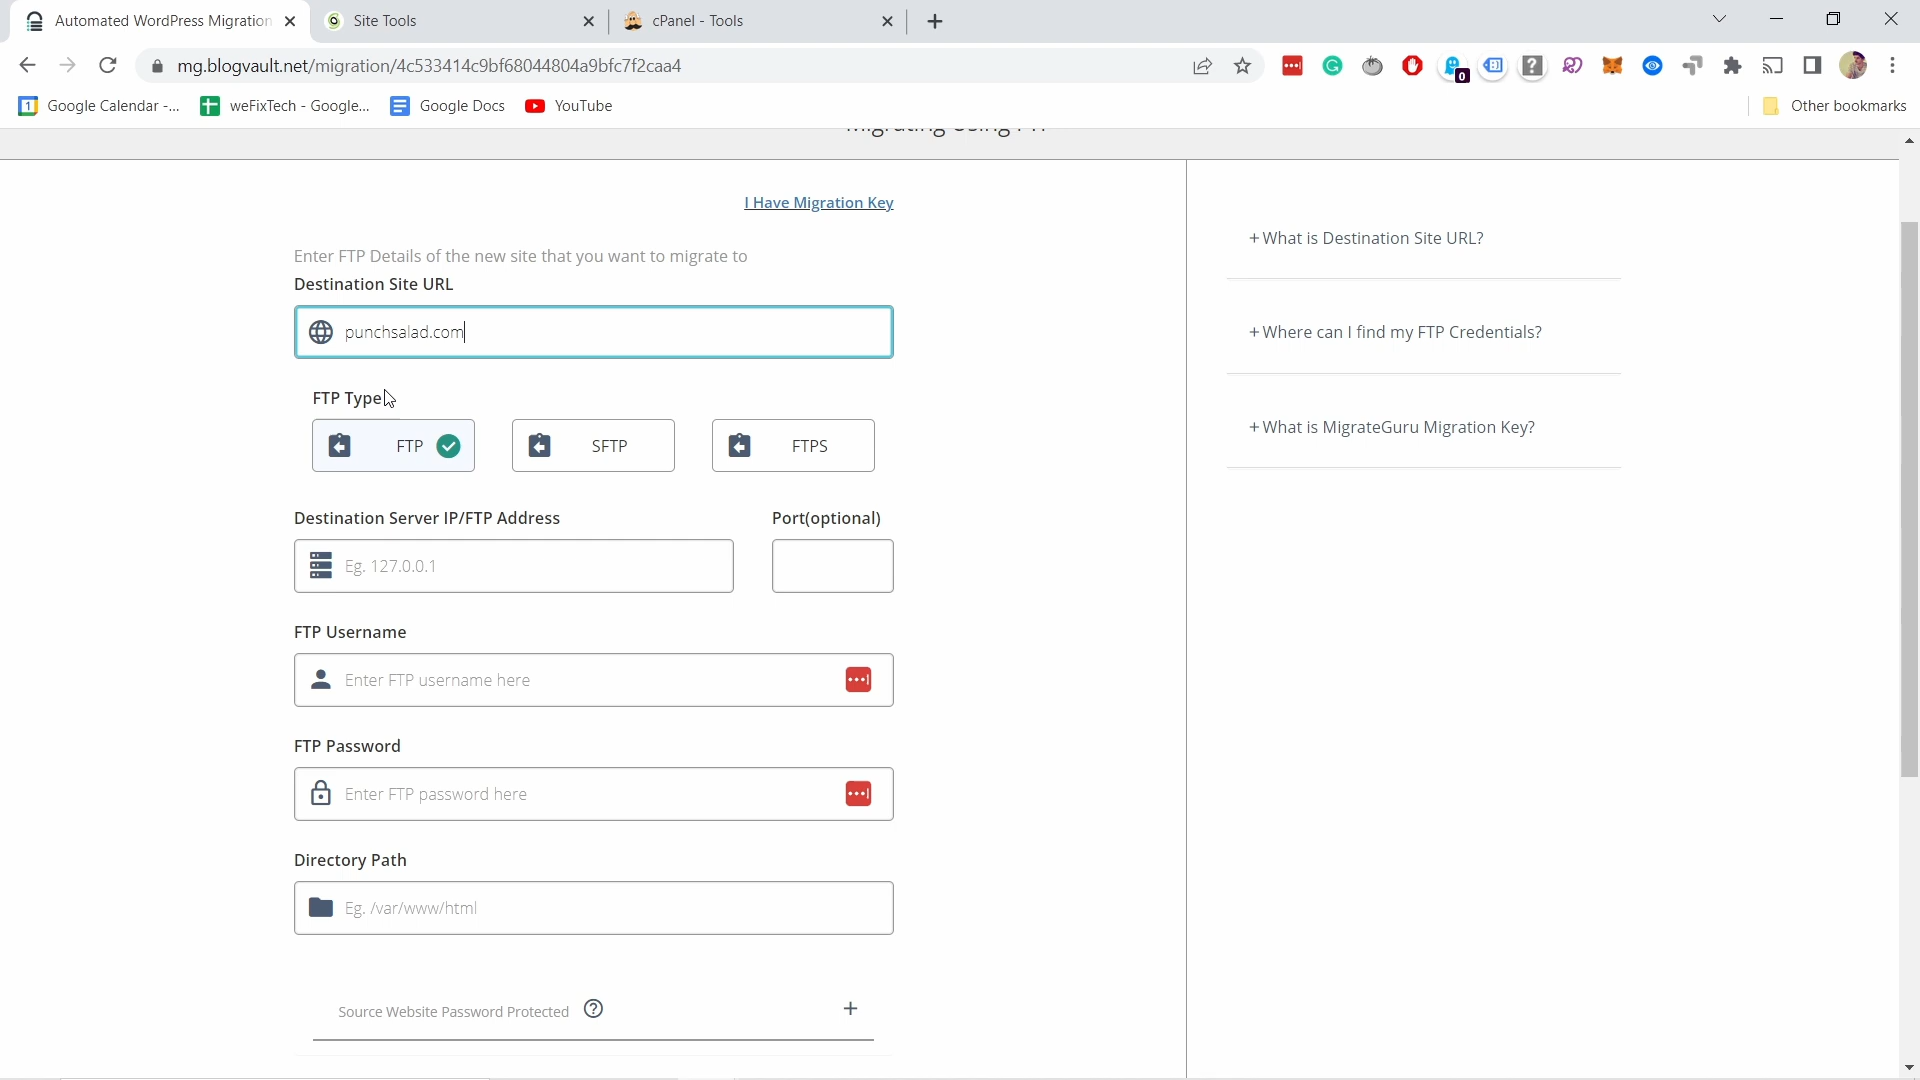 Automated WordPress Migration
Site Tools
cPanel - Tools
mg.blogvault.net/migration/4c533414c9bf68044804a9bfc7f2caa4
0
Google Calendar -...
weFixTech - Google...
Google Docs
YouTube
Other bookmarks
Migrating Using FTP
I Have Migration Key
Enter FTP Details of the new site that you want to migrate to
Destination Site URL
punchsalad.com
FTP Type
FTP
SFTP
FTPS
Destination Server IP/FTP Address
Port(optional)
Eg. 127.0.0.1
FTP Username
Enter FTP username here
FTP Password
Enter FTP password here
Directory Path
Eg. /var/www/html
Source Website Password Protected
+
+ What is Destination Site URL?
+ Where can I find my FTP Credentials?
+ What is MigrateGuru Migration Key?